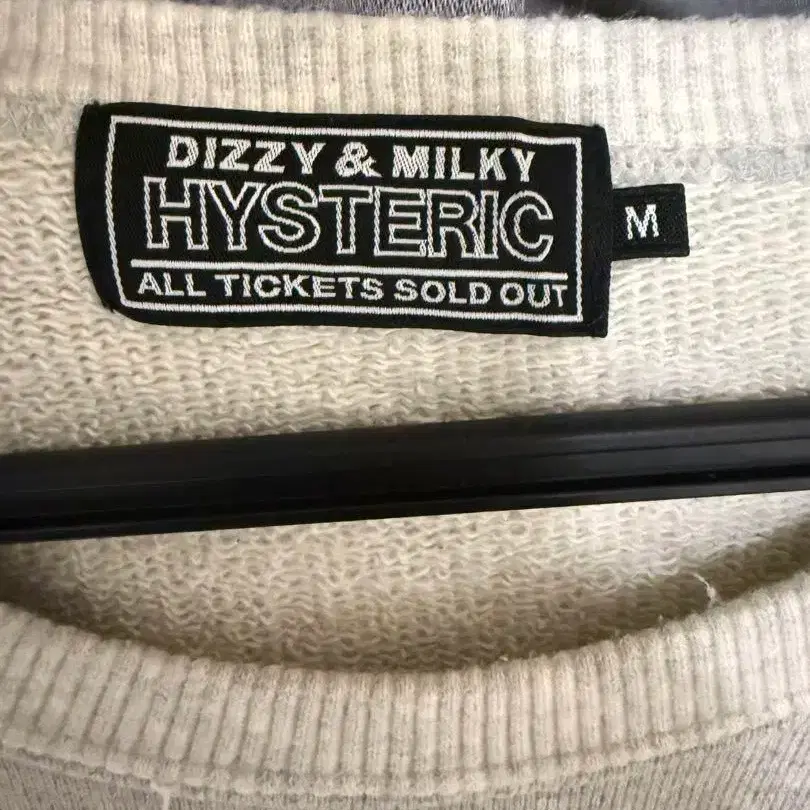 DIZZY & MILKY
HYSTERIC
ALL TICKETS SOLD OUT
M